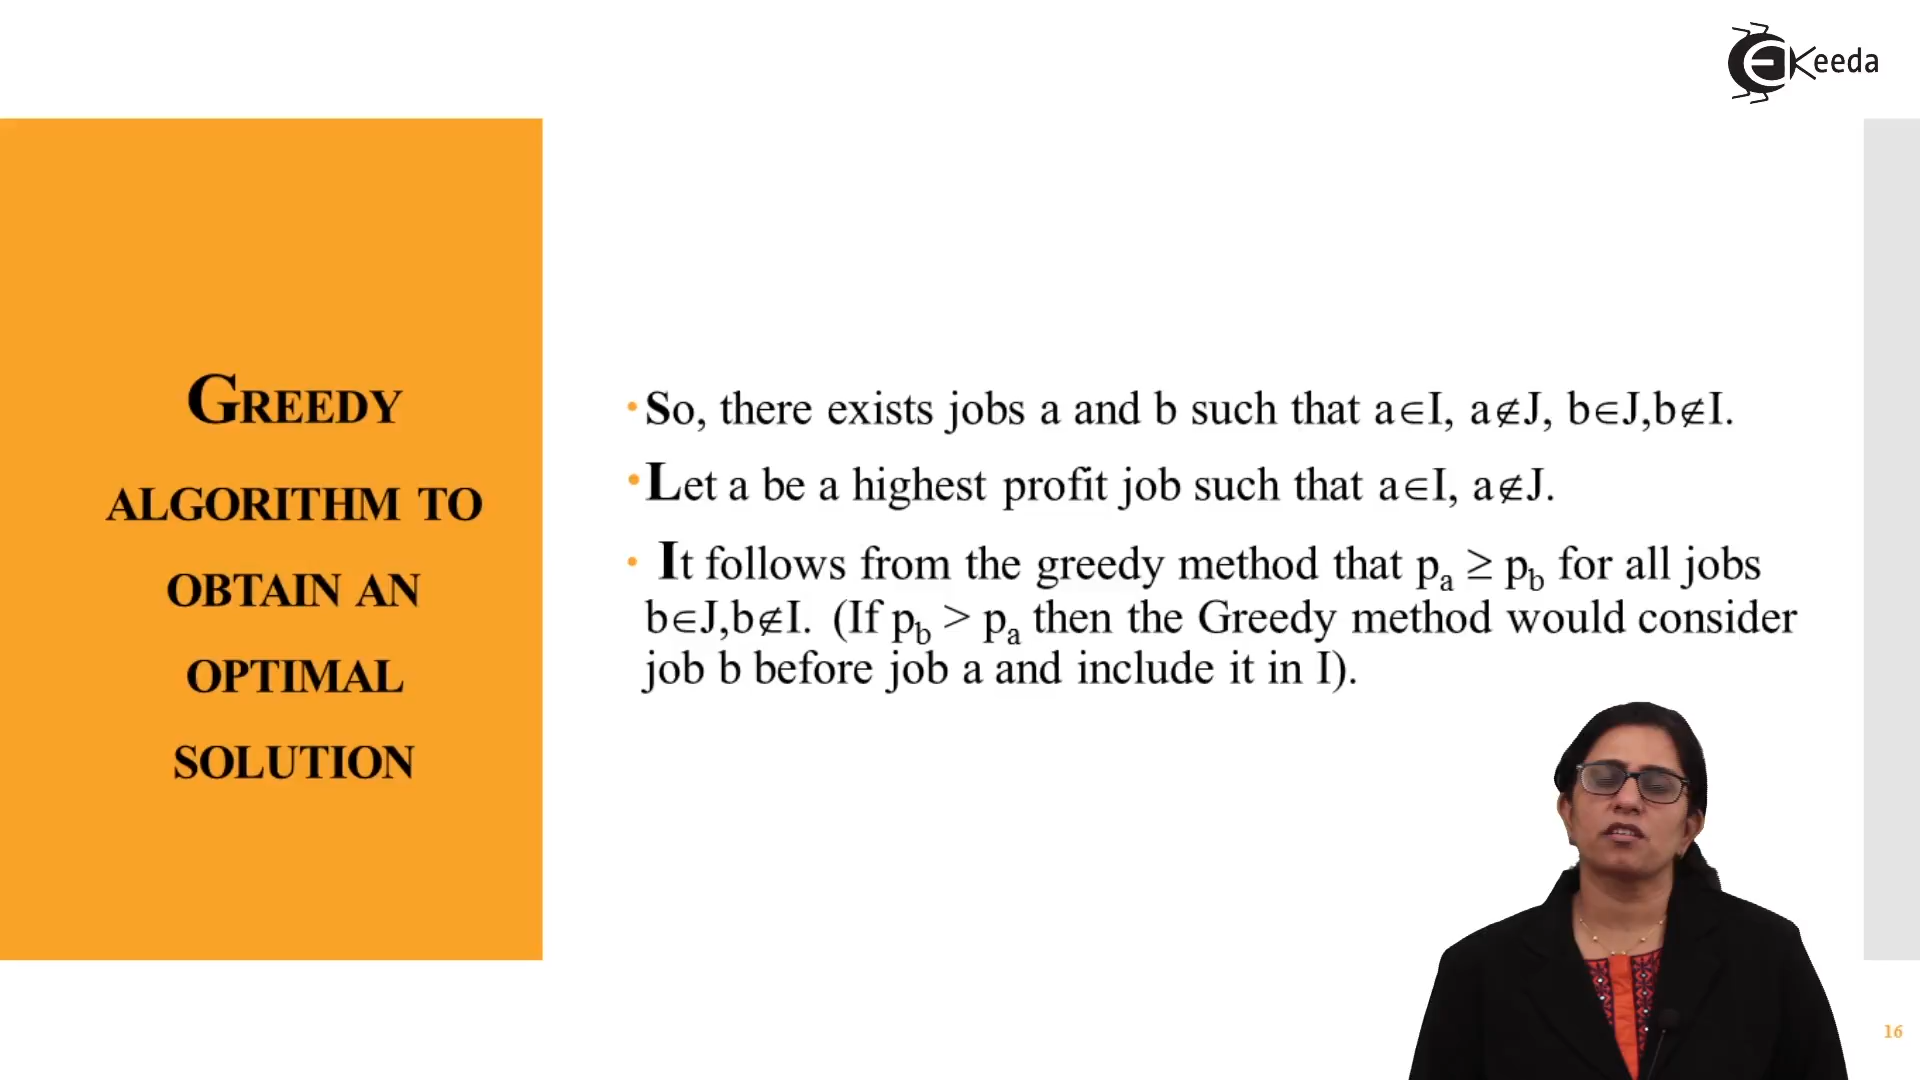 EKeeda
GREEDY
ALGORITHM TO
OBTAIN AN
OPTIMAL
SOLUTION
•So, there exists jobs a and b such that a∈I, a∉J, b∈J,b∉I.
•Let a be a highest profit job such that a∈I, a∉J.
• It follows from the greedy method that pa ≥ pb for all jobs
b∈J,b∉I. (If pb > pa then the Greedy method would consider
job b before job a and include it in I).
16